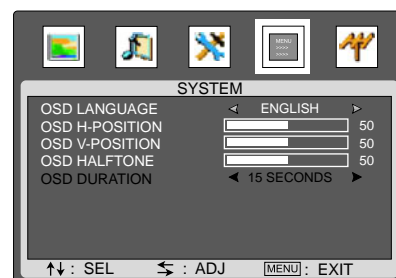 MENU
>>>>
>>>>
SYSTEM
OSD LANGUAGE ENGLISH
OSD H-POSITION 50
OSD V-POSITION 50
OSD HALFTONE 50
OSD DURATION 15 SECONDS
: SEL : ADJ MENU : EXIT